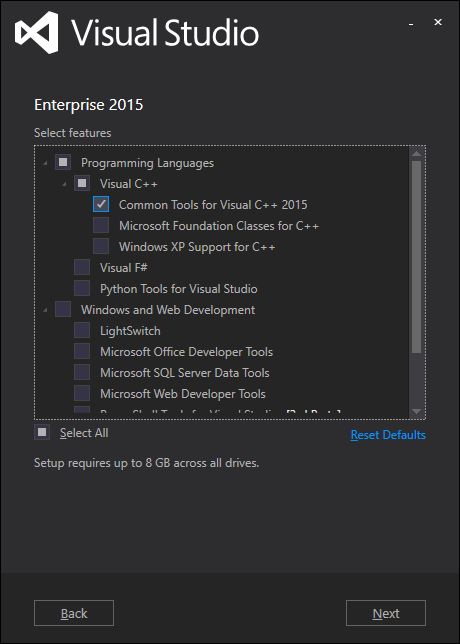 Visual Studio
Enterprise 2015
Select features
Programming Languages
Visual C++
Common Tools for Visual C++ 2015
Microsoft Foundation Classes for C++
Windows XP Support for C++
Visual F#
Python Tools for Visual Studio
Windows and Web Development
LightSwitch
Microsoft Office Developer Tools
Microsoft SQL Server Data Tools
Microsoft Web Developer Tools
Select All
Reset Defaults
Setup requires up to 8 GB across all drives.
Back
Next